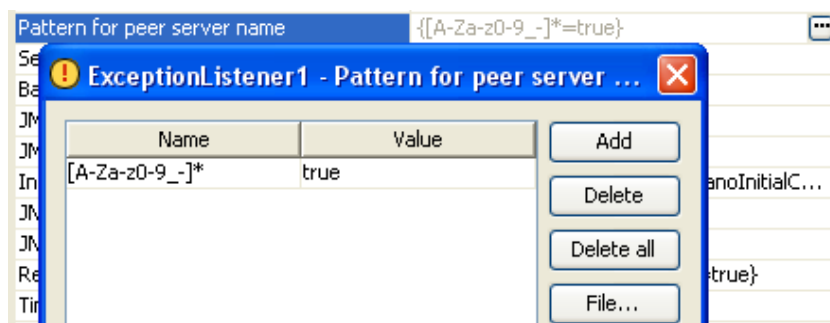 Pattern for peer server name {[A-Za-z0-9_-]*=true} ...
Se
ExceptionListener1 - Pattern for peer server ...
Ba
JM
Name Value Add
JM
[A-Za-z0-9_-]* true
In anoInitialC...
Delete
JN
JN
Delete all
Re =true}
Tir File...